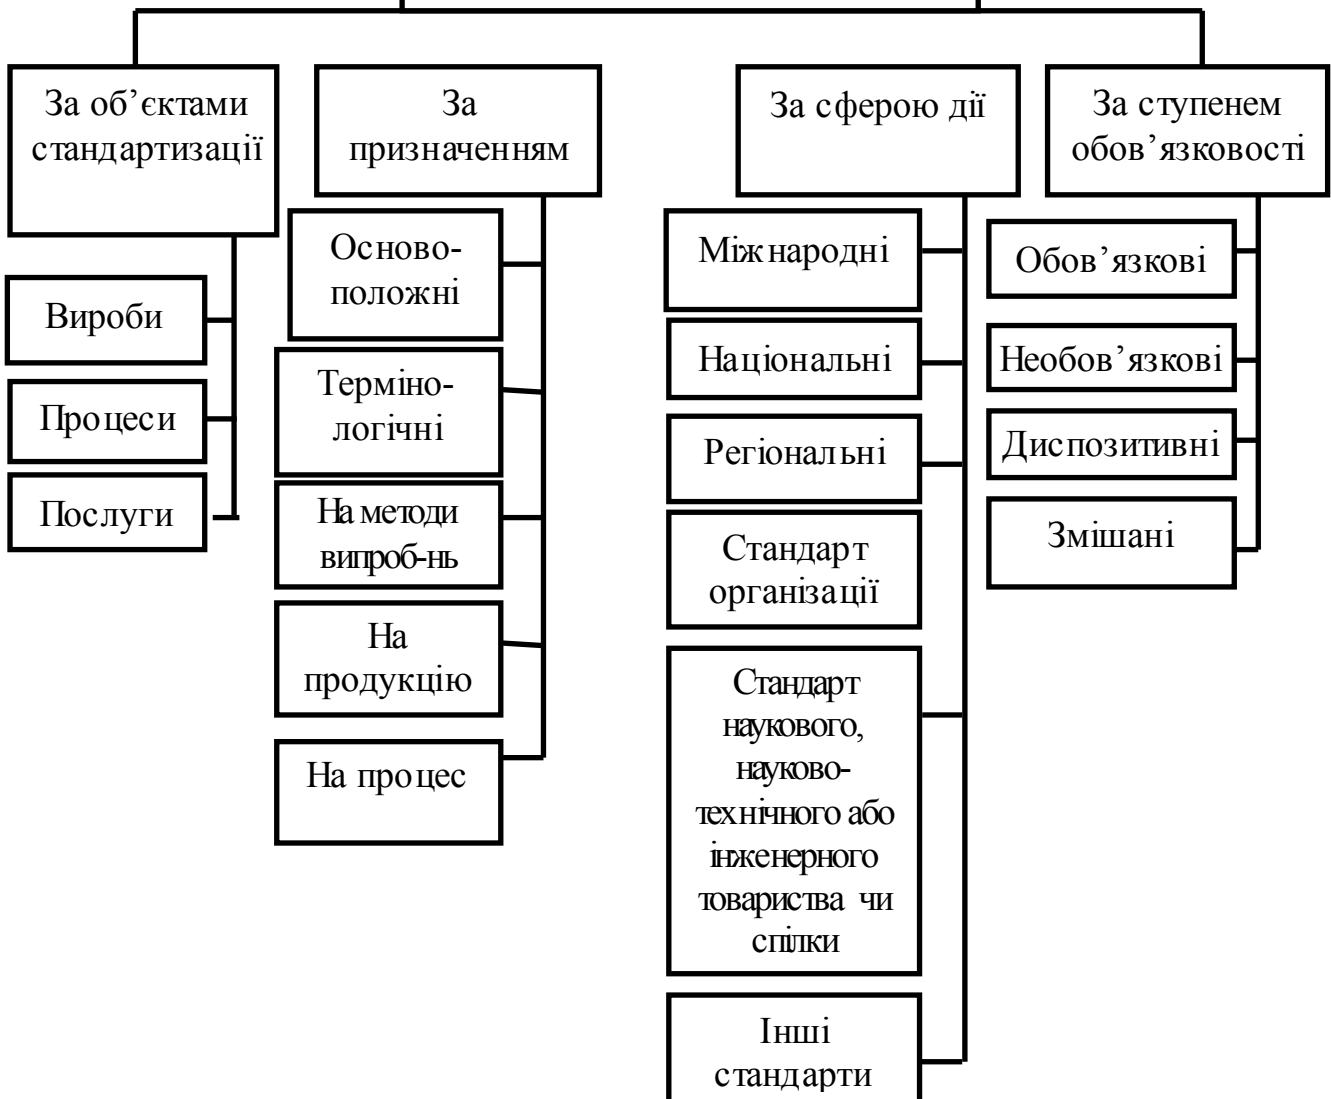 За об’єктами
стандартизації
Вироби
Процеси
Послуги
За
призначенням
Осново-
положні
Терміно-
логічні
На методи
випроб-нь
На
продукцію
На процес
За сферою дії
Міжнародні
Національні
Регіональні
Стандарт
організації
Стандарт
наукового,
науково-
технічного або
інженерного
товариства чи
спілки
Інші
стандарти
За ступенем
обов’язковості
Обов’язкові
Необов’язкові
Диспозитивні
Змішані